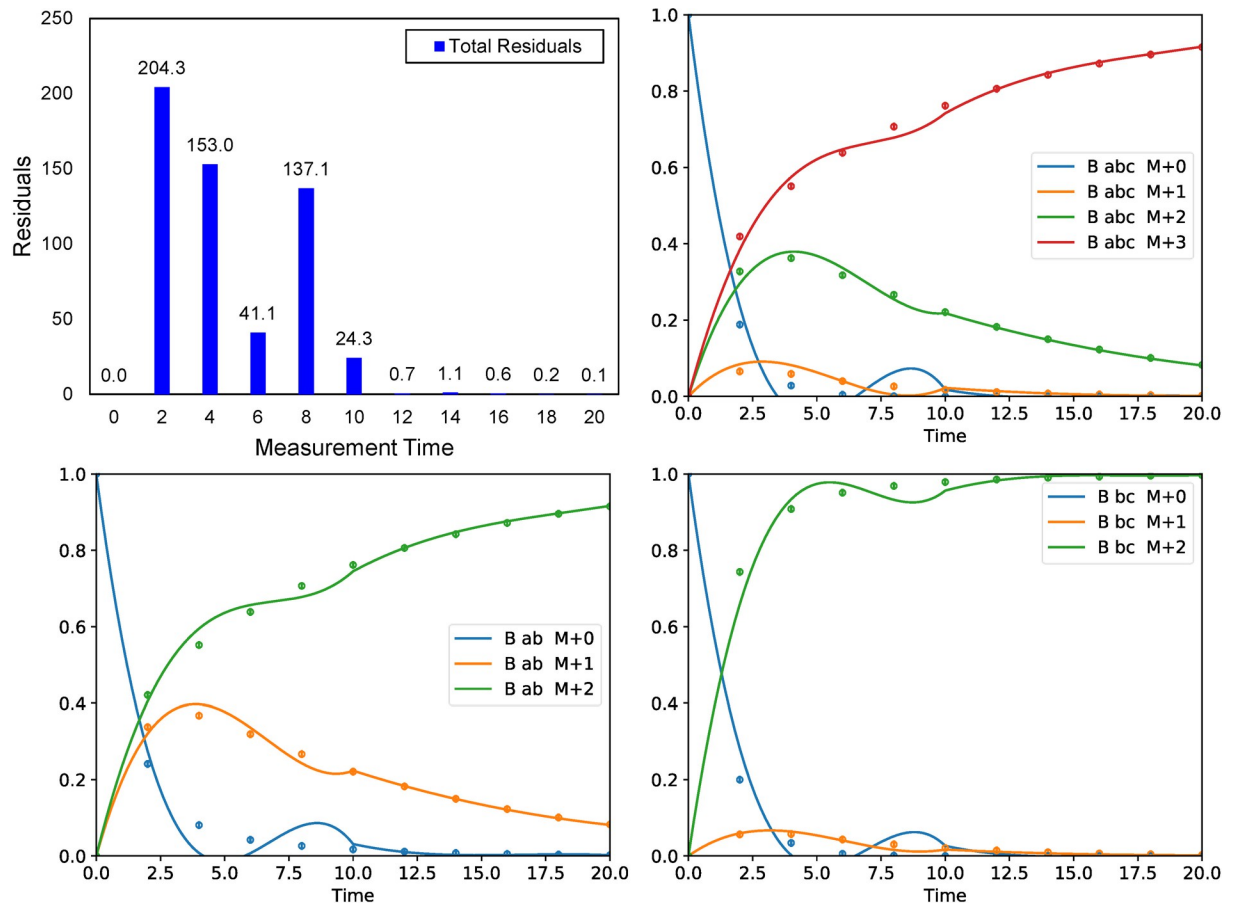 250
200
150
100
50
0
Residuals
Total Residuals
204.3
153.0
137.1
41.1
24.3
0.0
0.7
1.1
0.6
0.2
0.1
0 2 4 6 8 10 12 14 16 18 20
Measurement Time
1.0
0.8
0.6
0.4
0.2
0.0
B abc M+0
B abc M+1
B abc M+2
B abc M+3
0.0 2.5 5.0 7.5 10.0 12.5 15.0 17.5 20.0
Time
1.0
0.8
0.6
0.4
0.2
0.0
B ab M+0
B ab M+1
B ab M+2
0.0 2.5 5.0 7.5 10.0 12.5 15.0 17.5 20.0
Time
1.0
0.8
0.6
0.4
0.2
0.0
B bc M+0
B bc M+1
B bc M+2
0.0 2.5 5.0 7.5 10.0 12.5 15.0 17.5 20.0
Time